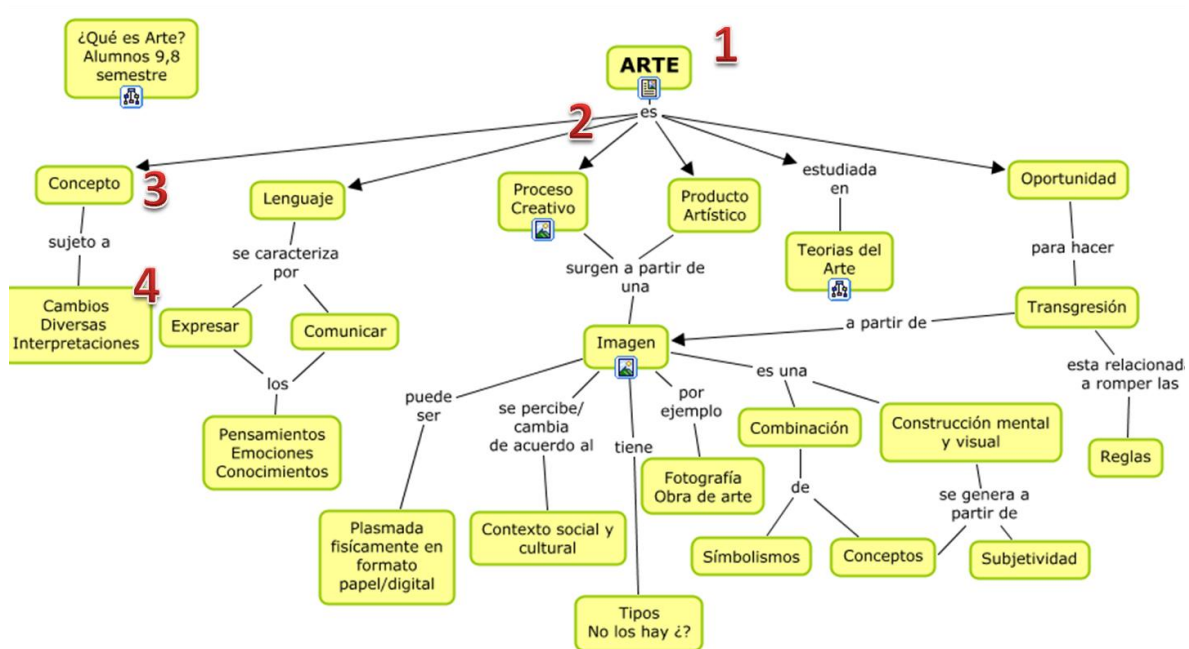 ¿Qué es Arte?
Alumnos 9,8
semestre
ARTE
1
es
2
Concepto
3
Lenguaje
Proceso
Creativo
Producto
Artístico
estudiada
en
Oportunidad
sujeto a
se caracteriza
por
surgen a partir de
una
Teorias del
Arte
para hacer
4
Cambios
Diversas
Interpretaciones
Expresar
Comunicar
Imagen
a partir de
Transgresión
los
puede
ser
se percibe/
cambia
de acuerdo al
tiene
por
ejemplo
es una
esta relacionada
a romper las
Pensamientos
Emociones
Conocimientos
Combinación
Construcción mental
y visual
Reglas
Fotografía
Obra de arte
de
se genera a
partir de
Plasmada
fisícamente en
formato
papel/digital
Contexto social y
cultural
Símbolismos
Conceptos
Subjetividad
Tipos
No los hay ¿?